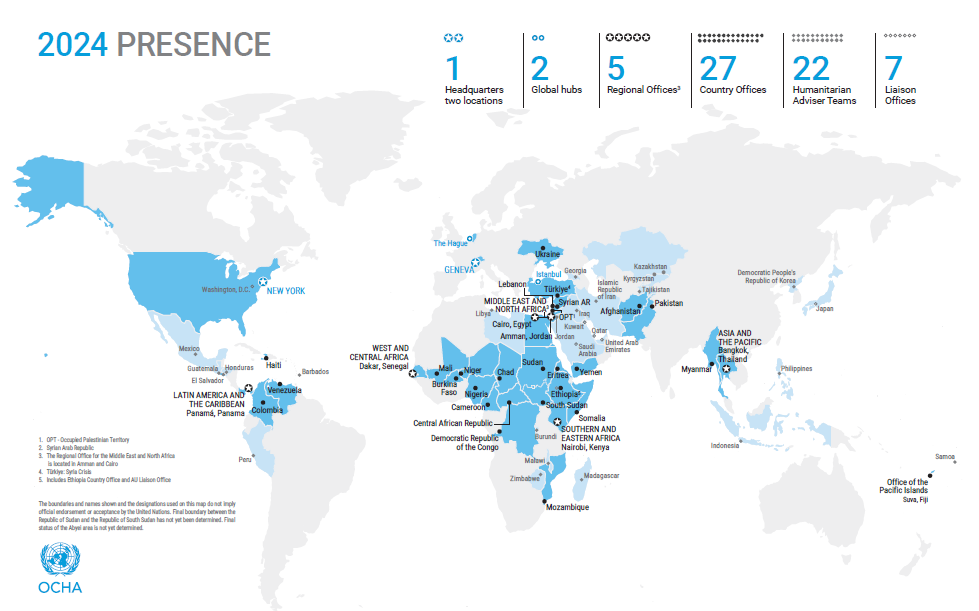 2024 PRESENCE
1
Headquarters
two locations
2
Global hubs
5
Regional Offices³
27
Country Offices
22
Humanitarian
Adviser Teams
7
Liaison
Offices
The Hague
GENEVA
Ukraine
Istanbul
Georgia
Kazakhstan
Kyrgyzstan
Tajikistan
Democratic People's
Republic of Korea
Japan
Washington, D.C.
NEW YORK
Lebanon
Türkiye⁴
Islamic
Republic
of Iran
MIDDLE EAST AND
NORTH AFRICA³
Syrian AR
Libya
OPT¹
Iraq
Afghanistan
Pakistan
Cairo, Egypt
Kuwait
Amman, Jordan
Jordan
Qatar
Saudi
Arabia
United Arab
Emirates
ASIA AND
THE PACIFIC
Bangkok,
Thailand
Myanmar
Philippines
Mexico
Haiti
Guatemala
Honduras
Barbados
El Salvador
Venezuela
LATIN AMERICA AND
THE CARIBBEAN
Panamá, Panama
Colombia
WEST AND
CENTRAL AFRICA
Dakar, Senegal
Mali
Niger
Chad
Sudan
Eritrea
Yemen
Burkina
Faso
Nigeria
Ethiopia⁵
Cameroon
South Sudan
Somalia
Central African Republic
SOUTHERN AND
EASTERN AFRICA
Nairobi, Kenya
Democratic Republic
of the Congo
Burundi
Indonesia
Peru
Malawi
Zimbabwe
Madagascar
Mozambique
Samoa
Office of the
Pacific Islands
Suva, Fiji
1. OPT - Occupied Palestinian Territory
2. Syrian Arab Republic
3. The Regional Office for the Middle East and North Africa
is located in Amman and Cairo
4. Türkiye: Syria Crisis
5. Includes Ethiopia Country Office and AU Liaison Office
The boundaries and names shown and the designations used on this map do not imply
official endorsement or acceptance by the United Nations. Final boundary between the
Republic of Sudan and the Republic of South Sudan has not yet been determined. Final
status of the Abyei area is not yet determined.
OCHA